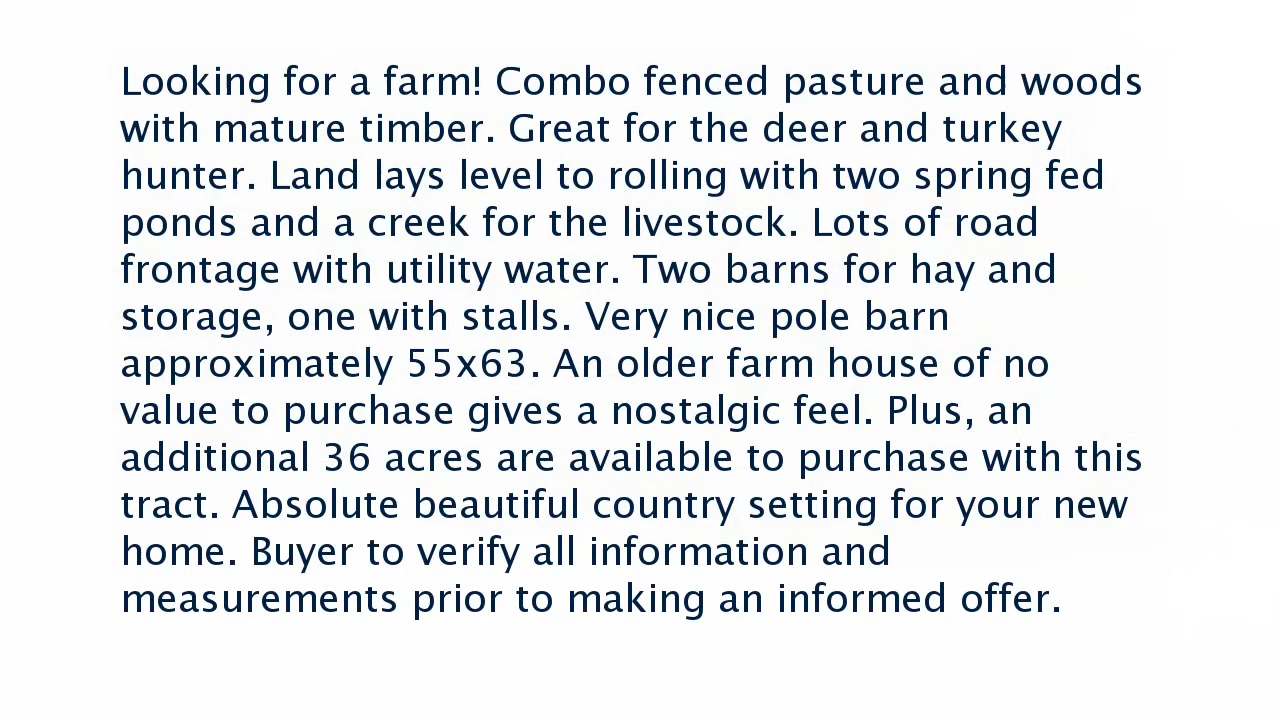 Looking for a farm! Combo fenced pasture and woods
with mature timber. Great for the deer and turkey
hunter. Land lays level to rolling with two spring fed
ponds and a creek for the livestock. Lots of road
frontage with utility water. Two barns for hay and
storage, one with stalls. Very nice pole barn
approximately 55x63. An older farm house of no
value to purchase gives a nostalgic feel. Plus, an
additional 36 acres are available to purchase with this
tract. Absolute beautiful country setting for your new
home. Buyer to verify all information and
measurements prior to making an informed offer.